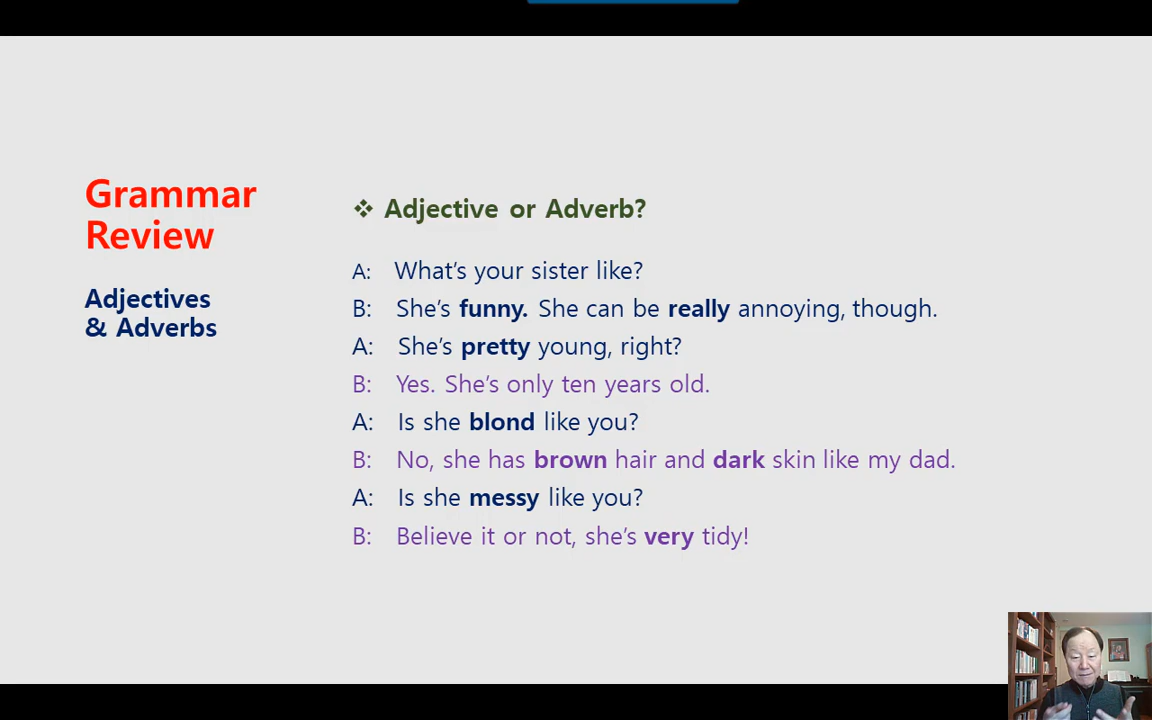 Grammar
Review
Adjectives
& Adverbs
❖ Adjective or Adverb?
A: What's your sister like?
B: She's funny. She can be really annoying, though.
A: She's pretty young, right?
B: Yes. She's only ten years old.
A: Is she blond like you?
B: No, she has brown hair and dark skin like my dad.
A: Is she messy like you?
B: Believe it or not, she's very tidy!